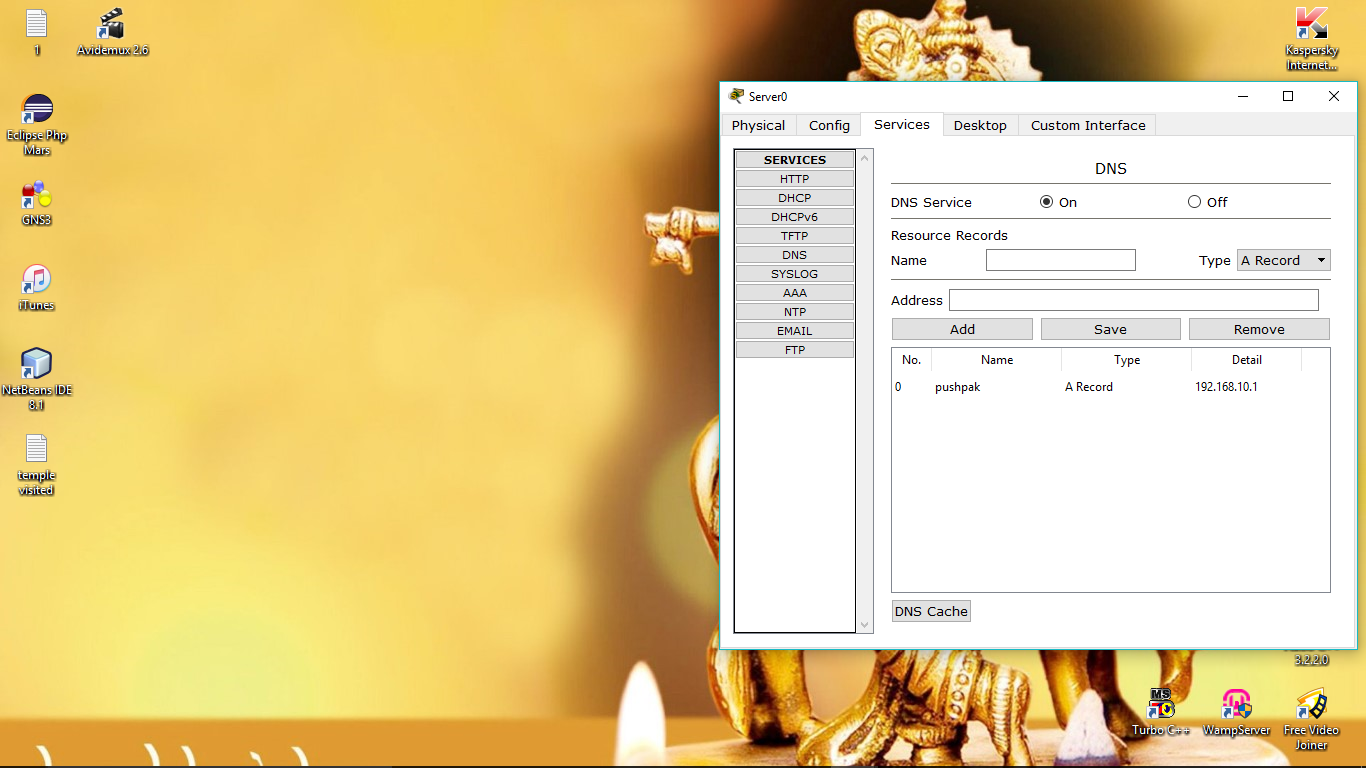 1
Avidemux 2.6
Kaspersky
Internet...
Eclipse Php
Mars
GNS3
iTunes
NetBeans IDE
8.1
temple
visited
Server0
Physical Config Services Desktop Custom Interface
SERVICES
HTTP
DHCP
DHCPv6
TFTP
DNS
SYSLOG
AAA
NTP
EMAIL
FTP
DNS
DNS Service On Off
Resource Records
Name Type A Record
Address
Add Save Remove
No. Name Type Detail
0 pushpak A Record 192.168.10.1
DNS Cache
3.2.2.0
MS
Turbo C++
WampServer
Free Video
Joiner